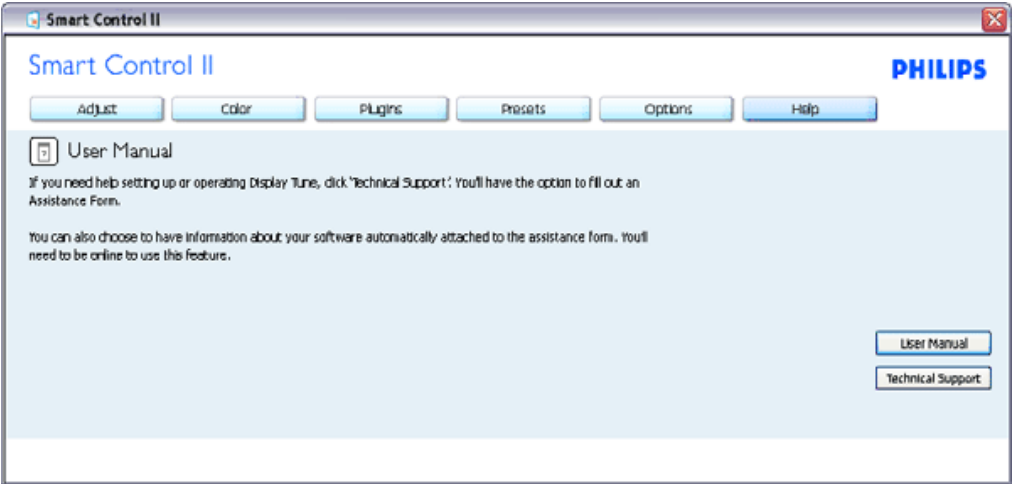 Smart Control II
Smart Control II
PHILIPS
Adjust Color Plugins Presets Options Help
User Manual
If you need help setting up or operating Display Tune, click 'Technical Support'. You'll have the option to fill out an
Assistance Form.
You can also choose to have information about your software automatically attached to the assistance form. You'll
need to be online to use this feature.
User Manual
Technical Support